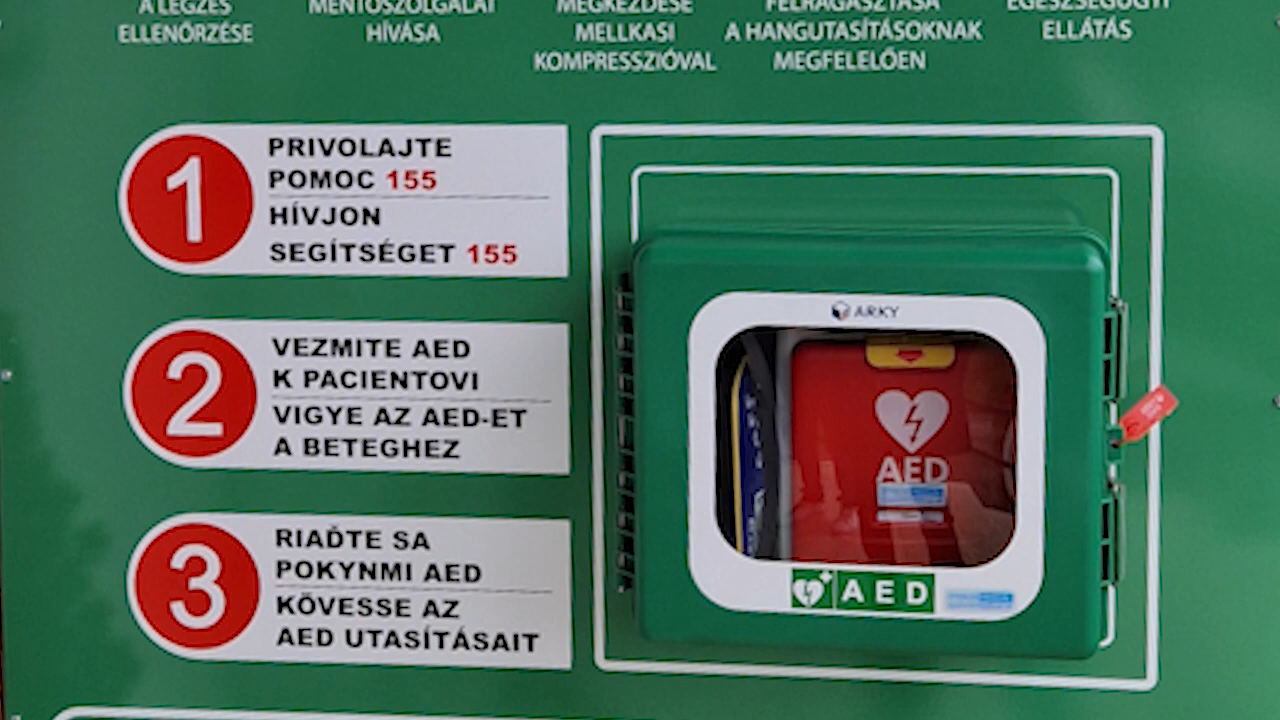 A LÉGZÉS
ELLENŐRZÉSE
MENTŐSZOLGÁLAT
HÍVÁSA
MEGKEZDÉSE
MELLKASI
KOMPRESSZIÓVAL
FELRAGASZTÁSA
A HANGUTASÍTÁSOKNAK
MEGFELELŐEN
EGÉSZSÉGÜGYI
ELLÁTÁS
1
PRIVOLAJTE
POMOC 155
HÍVJON
SEGÍTSÉGET 155
2
VEZMITE AED
K PACIENTOVI
VIGYE AZ AED-ET
A BETEGHEZ
3
RIAĎTE SA
POKYNMI AED
KÖVESSE AZ
AED UTASÍTÁSAIT
ARKY
AED
AED